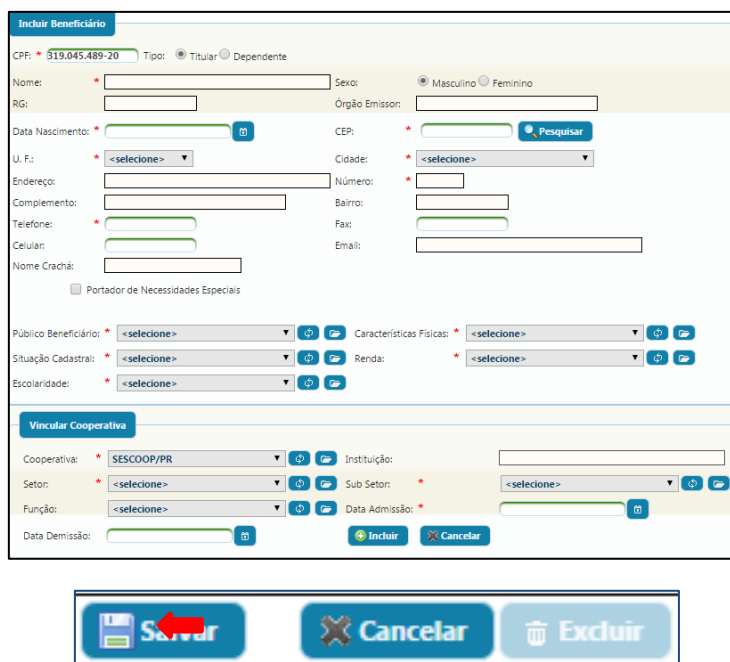 Incluir Beneficiário
CPF: * 319.045.489-20 Tipo: Titular Dependente
Nome: * Sexo: Masculino Feminino
RG: Órgão Emissor:
Data Nascimento: * CEP: * Pesquisar
U. F.: * <selecione> Cidade: * <selecione>
Endereço: Número: *
Complemento: Bairro:
Telefone: * Fax:
Celular: Email:
Nome Crachá:
Portador de Necessidades Especiais
Público Beneficiário: * <selecione> Características Físicas: * <selecione>
Situação Cadastral: * <selecione> Renda: * <selecione>
Escolaridade: * <selecione>
Vincular Cooperativa
Cooperativa: * SESCOOP/PR Instituição:
Setor: * <selecione> Sub Setor: * <selecione>
Função: <selecione> Data Admissão: *
Data Demissão: Incluir Cancelar
Salvar Cancelar Excluir